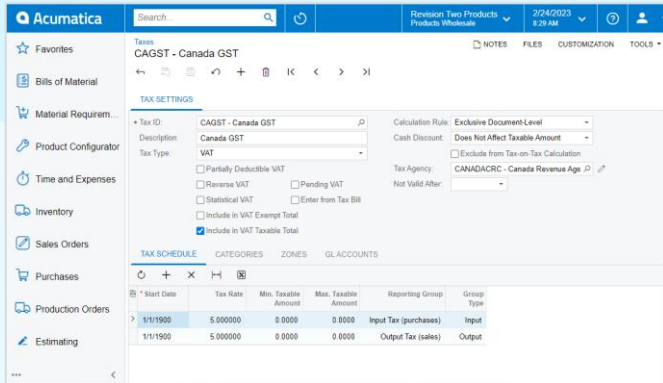 Acumatica
Search...
Revision Two Products
Products Wholesale
2/24/2023
8:29 AM
Favorites
Bills of Material
Material Requirem...
Product Configurator
Time and Expenses
Inventory
Sales Orders
Purchases
Production Orders
Estimating
Taxes
CAGST - Canada GST
NOTES FILES CUSTOMIZATION TOOLS
TAX SETTINGS
* Tax ID: CAGST - Canada GST
Calculation Rule: Exclusive Document-Level
Description: Canada GST
Cash Discount: Does Not Affect Taxable Amount
Tax Type: VAT
Exclude from Tax-on-Tax Calculation
Partially Deductible VAT
Tax Agency: CANADACRC - Canada Revenue Age
Reverse VAT Pending VAT
Not Valid After:
Statistical VAT Enter from Tax Bill
Include in VAT Exempt Total
Include in VAT Taxable Total
TAX SCHEDULE CATEGORIES ZONES GL ACCOUNTS
* Start Date Tax Rate Min. Taxable Amount Max. Taxable Amount Reporting Group Group Type
1/1/1900 5.000000 0.0000 0.0000 Input Tax (purchases) Input
1/1/1900 5.000000 0.0000 0.0000 Output Tax (sales) Output